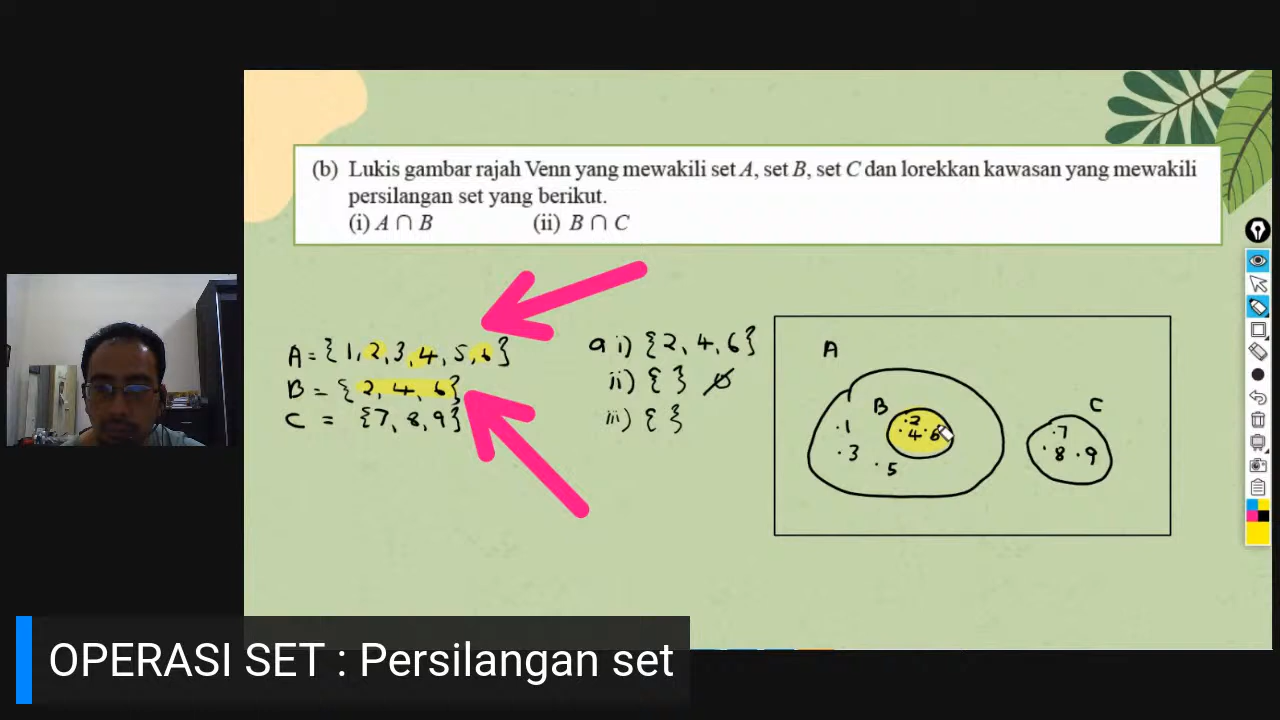 (b) Lukis gambar rajah Venn yang mewakili set A, set B, set C dan lorekkan kawasan yang mewakili
persilangan set yang berikut.
(i) A ∩ B (ii) B ∩ C
A = { 1, 2, 3, 4, 5, 6 }
B = { 2, 4, 6 }
C = { 7, 8, 9 }
a i) { 2, 4, 6 }
ii) { } ∅
iii) { }
A
B
C
.1
.2
.4 .6
.3
.5
.7
.8 .9
OPERASI SET : Persilangan set